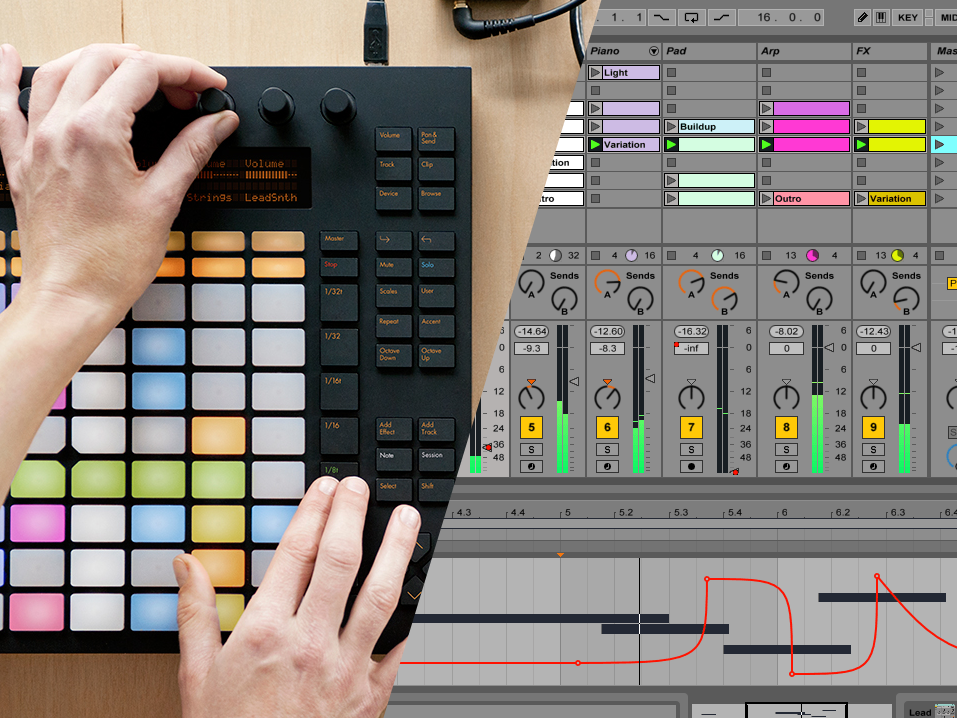 1. 1
16. 0. 0
KEY
Piano
Pad
Arp
FX
Light
Buildup
Variation
Outro
Variation
2
32
4
16
4
16
13
4
13
4
Sends
Sends
Sends
Sends
Sends
A
B
A
B
A
B
A
B
A
B
-14.64
-12.60
-16.32
-8.02
-12.43
-9.3
-8.3
-inf
0
0
6
0
6
12
18
24
36
48
5
6
7
8
9
S
S
S
S
S
4.3
4.4
5
5.2
5.3
5.4
6
6.2
6.3
Lead
Volume
Strings
LeadSnth
Volume
Pan &
Send
Track
Clip
Device
Browse
Master
Stop
Mute
Solo
1/32t
Scales
User
1/32
Repeat
Accent
Octave
Down
Octave
Up
1/16t
1/16
Add
Effect
Add
Track
Note
Session
1/8t
Select
Shift